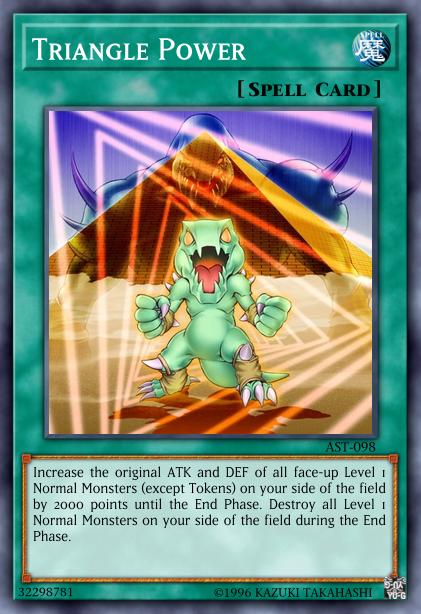 TRIANGLE POWER
SPELL
魔
[SPELL CARD]
AST-098
Increase the original ATK and DEF of all face-up Level 1
Normal Monsters (except Tokens) on your side of the field
by 2000 points until the End Phase. Destroy all Level 1
Normal Monsters on your side of the field during the End
Phase.
32298781
©1996 KAZUKI TAKAHASHI